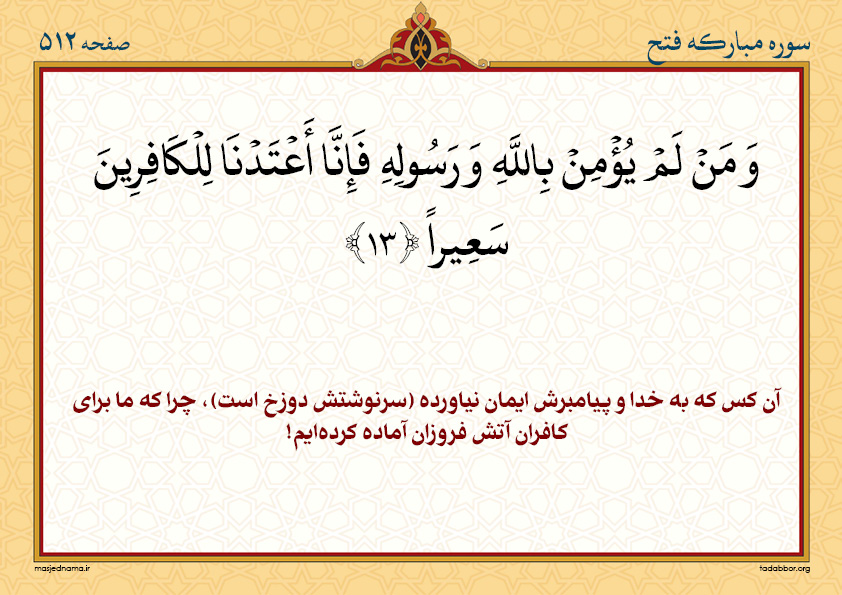 سوره مبارکه فتح
صفحه ۵۱۲
وَ مَنْ لَمْ يُؤْمِنْ بِاللَّهِ وَ رَسُولِهِ فَإِنَّا أَعْتَدْنَا لِلْكَافِرِينَ
سَعِيراً ﴿١٣﴾
آن کس که به خدا و پیامبرش ایمان نیاورده (سرنوشتش دوزخ است)، چرا که ما برای
کافران آتش فروزان آماده کرده‌ایم!
masjednama.ir
tadabbor.org